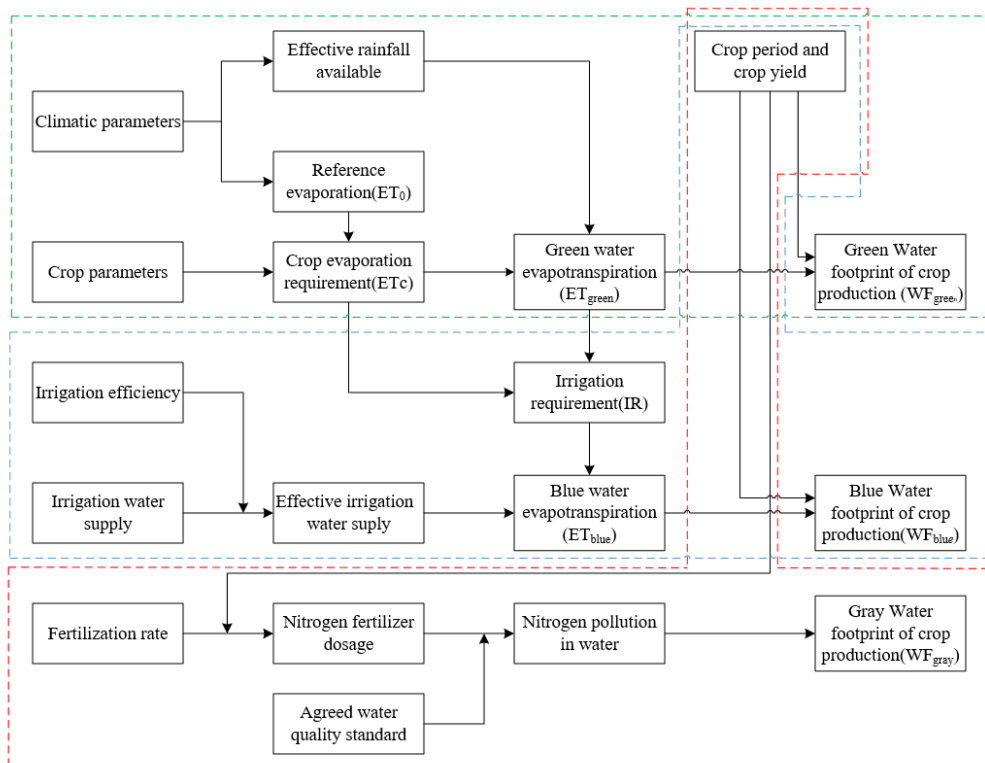 Effective rainfall
available
Crop period and
crop yield
Climatic parameters
Reference
evaporation(ET₀)
Crop parameters
Crop evaporation
requirement(ETc)
Green water
evapotranspiration
(ETgreen)
Green Water
footprint of crop
production (WFgreen)
Irrigation efficiency
Irrigation
requirement(IR)
Irrigation water
supply
Effective irrigation
water suply
Blue water
evapotranspiration
(ETblue)
Blue Water
footprint of crop
production(WFblue)
Fertilization rate
Nitrogen fertilizer
dosage
Nitrogen pollution
in water
Gray Water
footprint of crop
production(WFgray)
Agreed water
quality standard